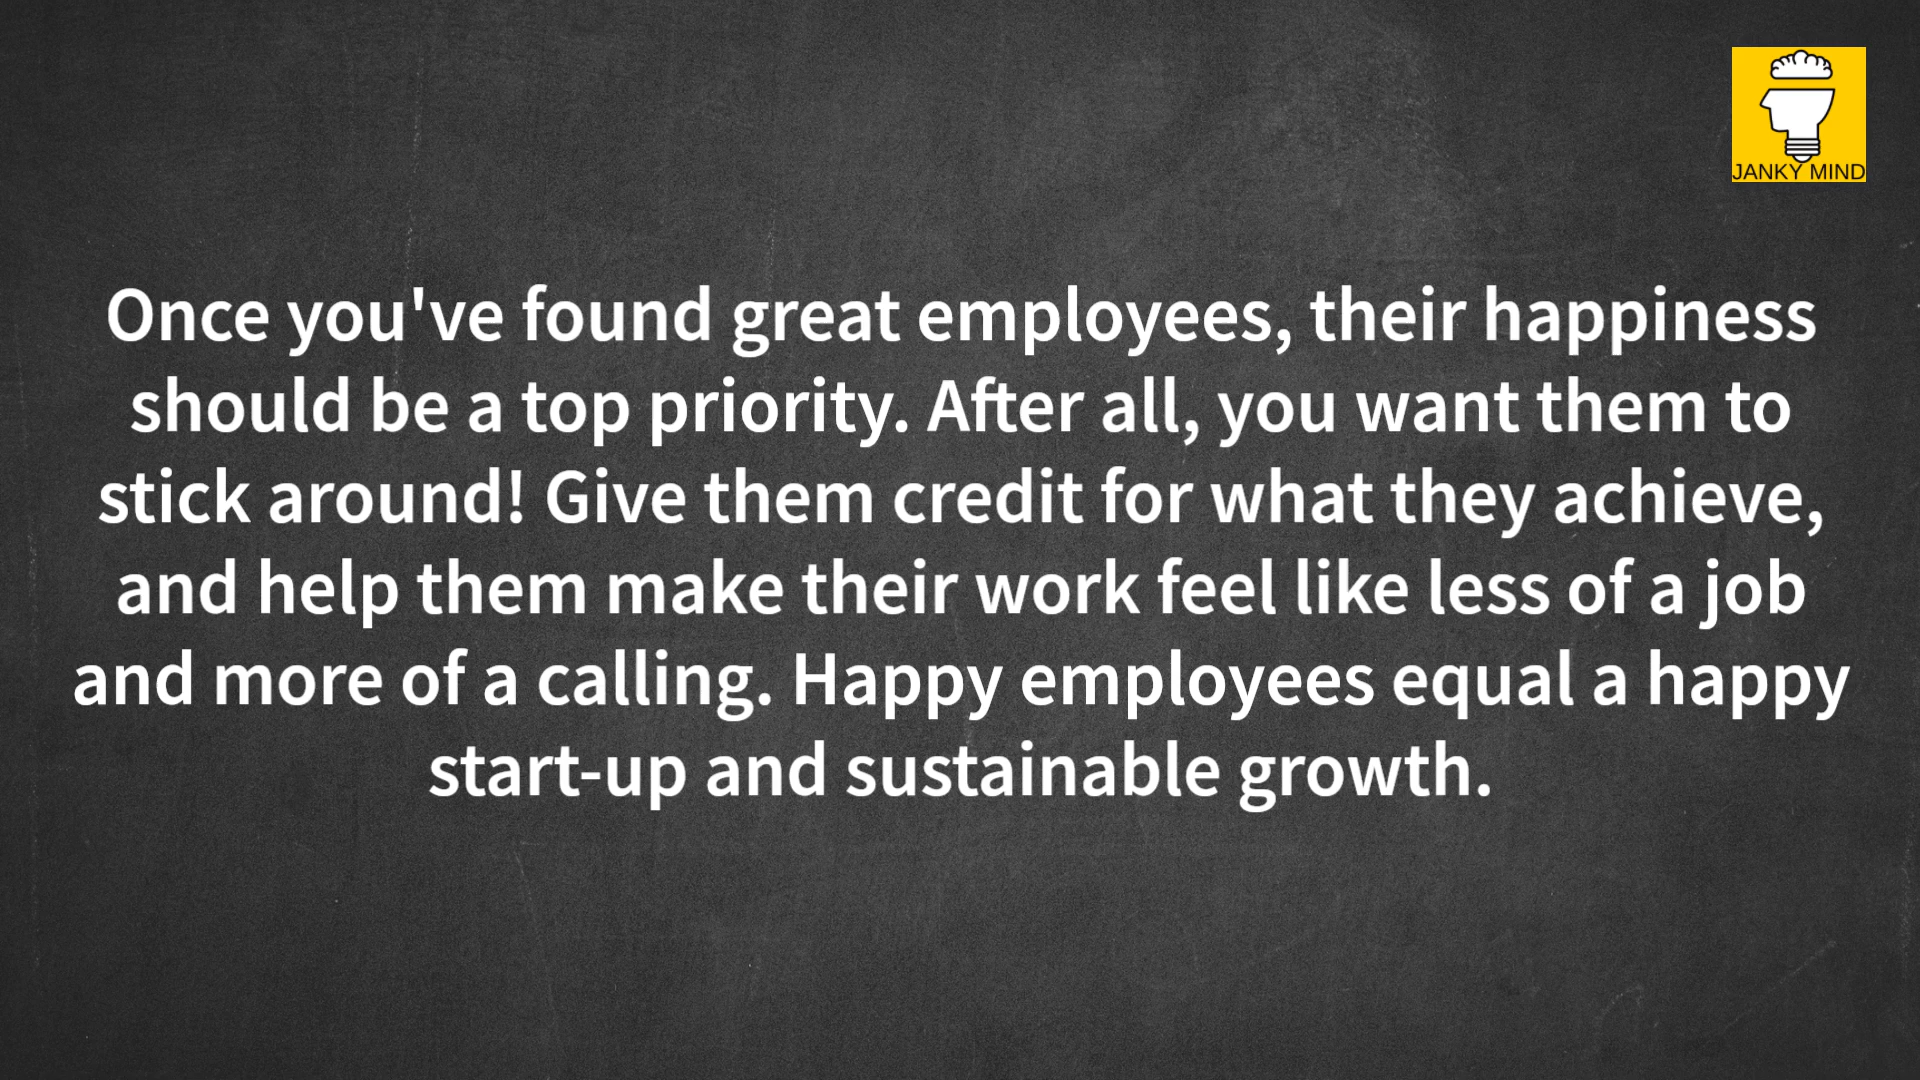 JANKY MIND
Once you've found great employees, their happiness
should be a top priority. After all, you want them to
stick around! Give them credit for what they achieve,
and help them make their work feel like less of a job
and more of a calling. Happy employees equal a happy
start-up and sustainable growth.